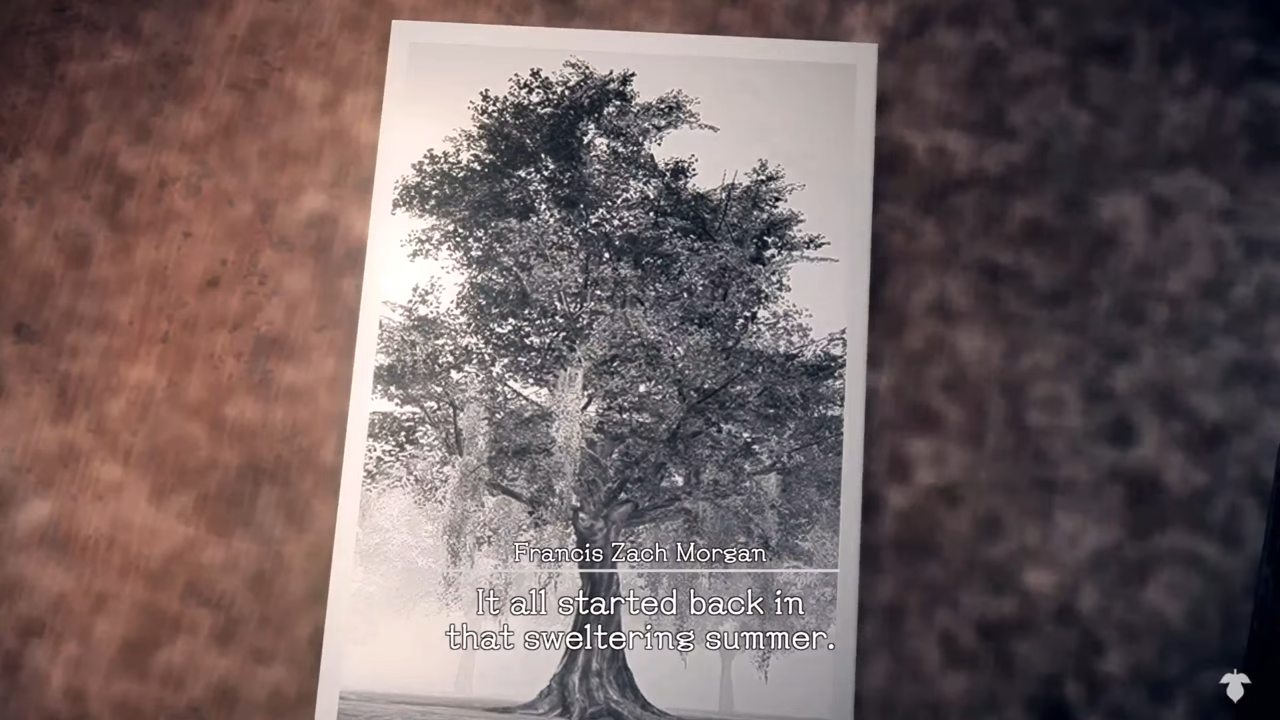 Francis Zach Morgan
It all started back in
that sweltering summer.